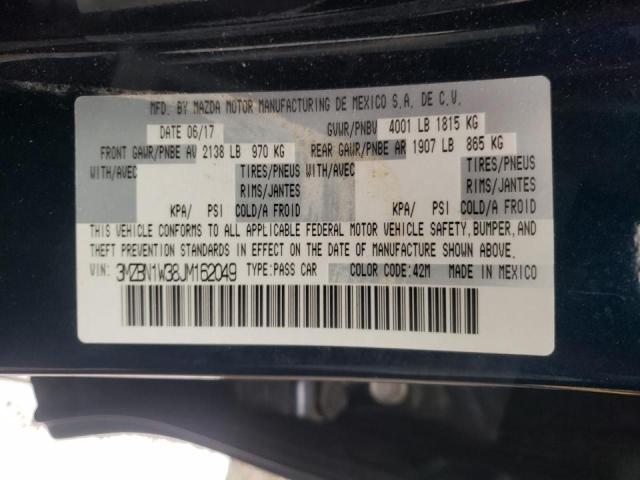 MFD. BY MAZDA MOTOR MANUFACTURING DE MEXICO S.A. DE C.V.
DATE 06/17 GVWR/PNBV 4001 LB 1815 KG
FRONT GAWR/PNBE AV 2138 LB 970 KG REAR GAWR/PNBE AR 1907 LB 865 KG
WITH/AVEC TIRES/PNEUS WITH/AVEC TIRES/PNEUS
RIMS/JANTES RIMS/JANTES
KPA/ PSI COLD/A FROID KPA/ PSI COLD/A FROID
THIS VEHICLE CONFORMS TO ALL APPLICABLE FEDERAL MOTOR VEHICLE SAFETY, BUMPER, AND
THEFT PREVENTION STANDARDS IN EFFECT ON THE DATE OF MANUFACTURE SHOWN ABOVE.
VIN: 3MZBN1W38JM162049 TYPE:PASS CAR COLOR CODE:42M MADE IN MEXICO